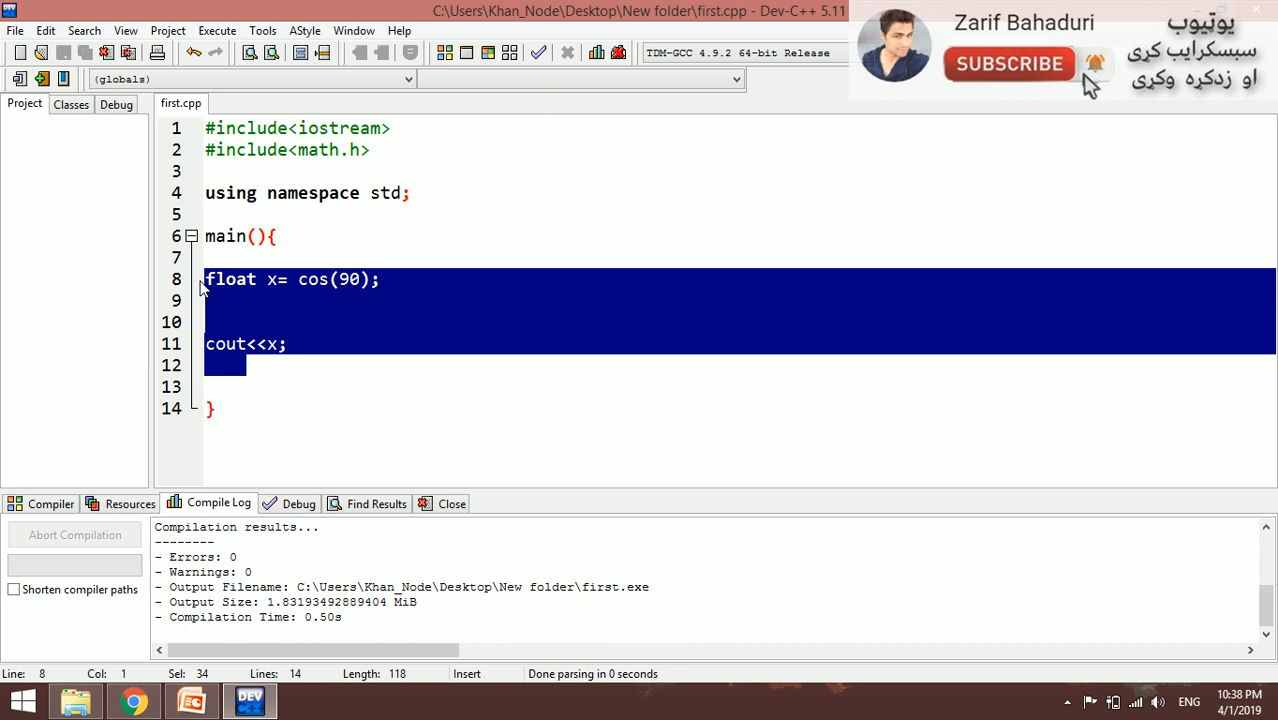 C:\Users\Khan_Node\Desktop\New folder\first.cpp - Dev-C++ 5.11
File Edit Search View Project Execute Tools AStyle Window Help
TDM-GCC 4.9.2 64-bit Release
(globals)
Zarif Bahaduri
SUBSCRIBE
یوټیوب
سبسکرایب کړی
او زدکړه وکړی
Project Classes Debug
first.cpp
1 #include<iostream>
2 #include<math.h>
3
4 using namespace std;
5
6 main(){
7
8 float x= cos(90);
9
10
11 cout<<x;
12
13
14 }
Compiler Resources Compile Log Debug Find Results Close
Abort Compilation
Shorten compiler paths
Compilation results...
--------
- Errors: 0
- Warnings: 0
- Output Filename: C:\Users\Khan_Node\Desktop\New folder\first.exe
- Output Size: 1.83193492889404 MiB
- Compilation Time: 0.50s
Line: 8 Col: 1 Sel: 34 Lines: 14 Length: 118 Insert Done parsing in 0 seconds
DEV C++
ENG
10:38 PM
4/1/2019